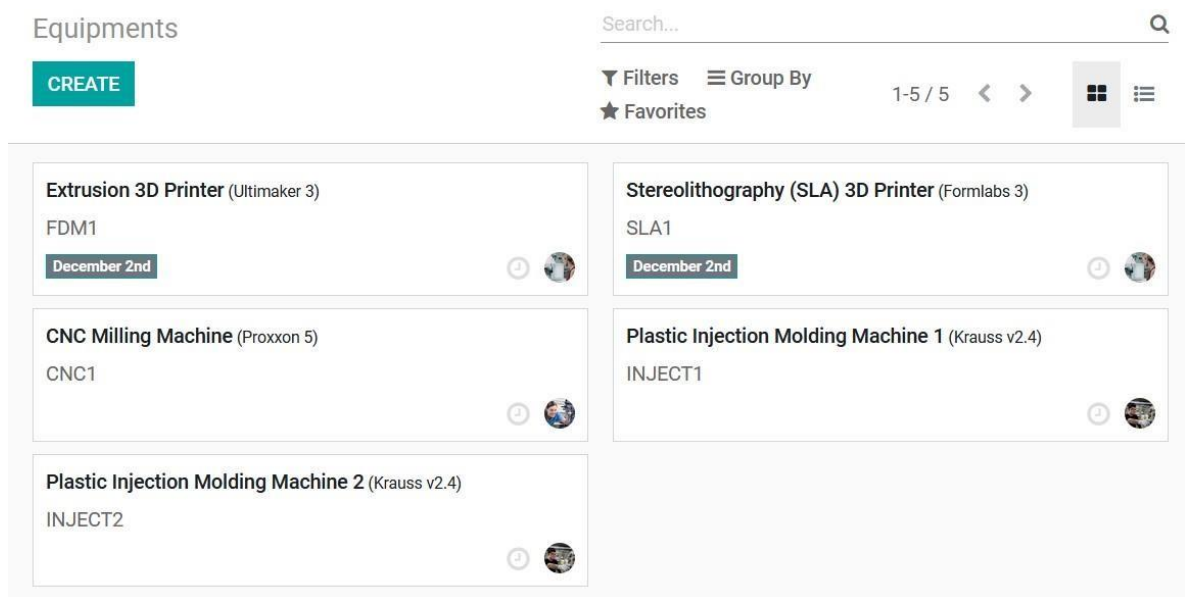 Equipments
Search...
CREATE
Filters Group By
Favorites
1-5 / 5
Extrusion 3D Printer (Ultimaker 3)
FDM1
December 2nd
Stereolithography (SLA) 3D Printer (Formlabs 3)
SLA1
December 2nd
CNC Milling Machine (Proxxon 5)
CNC1
Plastic Injection Molding Machine 1 (Krauss v2.4)
INJECT1
Plastic Injection Molding Machine 2 (Krauss v2.4)
INJECT2